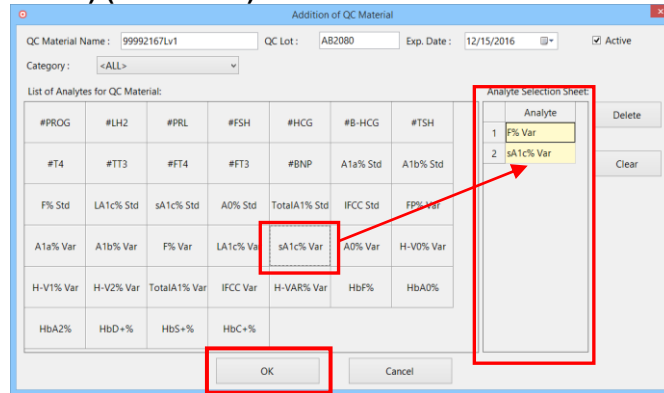 Addition of QC Material
QC Material Name : 99992167Lv1 QC Lot : AB2080 Exp. Date : 12/15/2016 Active
Category : <ALL>
List of Analytes for QC Material: Analyte Selection Sheet:
#PROG #LH2 #PRL #FSH #HCG #B-HCG #TSH
Analyte Delete
1 F% Var
2 sA1c% Var
Clear
#T4 #TT3 #FT4 #FT3 #BNP A1a% Std A1b% Std
F% Std LA1c% Std sA1c% Std A0% Std TotalA1% Std IFCC Std FP% Var
A1a% Var A1b% Var F% Var LA1c% Va sA1c% Var A0% Var H-V0% Var
H-V1% Var H-V2% Var TotalA1% Var IFCC Var H-VAR% Var HbF% HbA0%
HbA2% HbD+% HbS+% HbC+%
OK Cancel